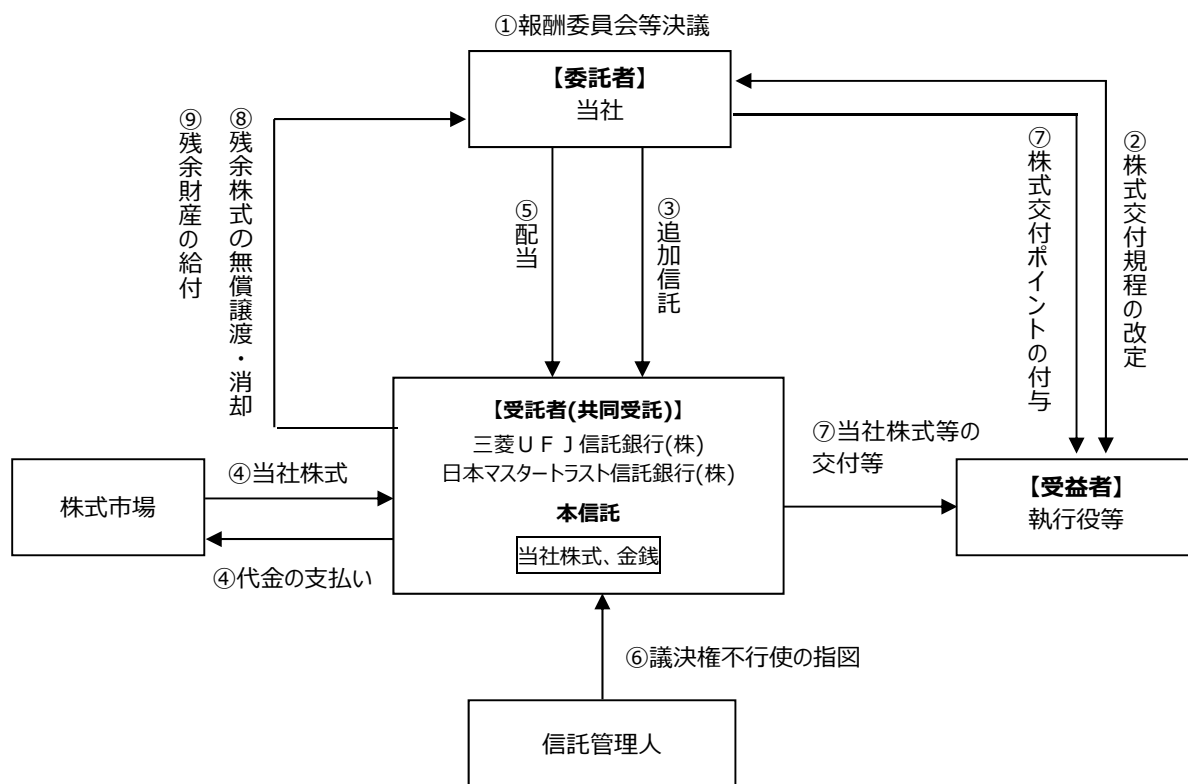 ①報酬委員会等決議
【委託者】
当社
⑨残余財産の給付
⑧残余株式の無償譲渡・消却
⑤配当
③追加信託
⑦株式交付ポイントの付与
②株式交付規程の改定
【受託者(共同受託)】
三菱UFJ信託銀行(株)
日本マスタートラスト信託銀行(株)
本信託
当社株式、金銭
株式市場
④当社株式
④代金の支払い
⑦当社株式等の
交付等
【受益者】
執行役等
⑥議決権不行使の指図
信託管理人